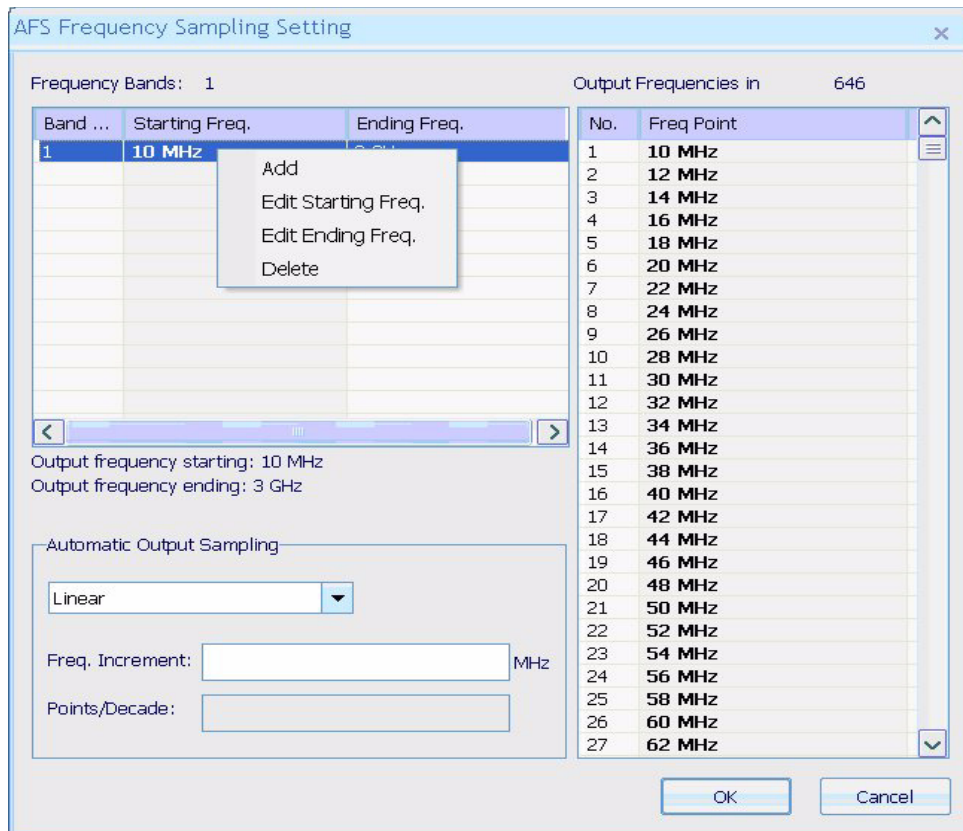 AFS Frequency Sampling Setting
Frequency Bands: 1
Band ... Starting Freq. Ending Freq.
1 10 MHz
Add
Edit Starting Freq.
Edit Ending Freq.
Delete
Output frequency starting: 10 MHz
Output frequency ending: 3 GHz
Automatic Output Sampling
Linear
Freq. Increment: MHz
Points/Decade:
Output Frequencies in 646
No. Freq Point
1 10 MHz
2 12 MHz
3 14 MHz
4 16 MHz
5 18 MHz
6 20 MHz
7 22 MHz
8 24 MHz
9 26 MHz
10 28 MHz
11 30 MHz
12 32 MHz
13 34 MHz
14 36 MHz
15 38 MHz
16 40 MHz
17 42 MHz
18 44 MHz
19 46 MHz
20 48 MHz
21 50 MHz
22 52 MHz
23 54 MHz
24 56 MHz
25 58 MHz
26 60 MHz
27 62 MHz
OK Cancel